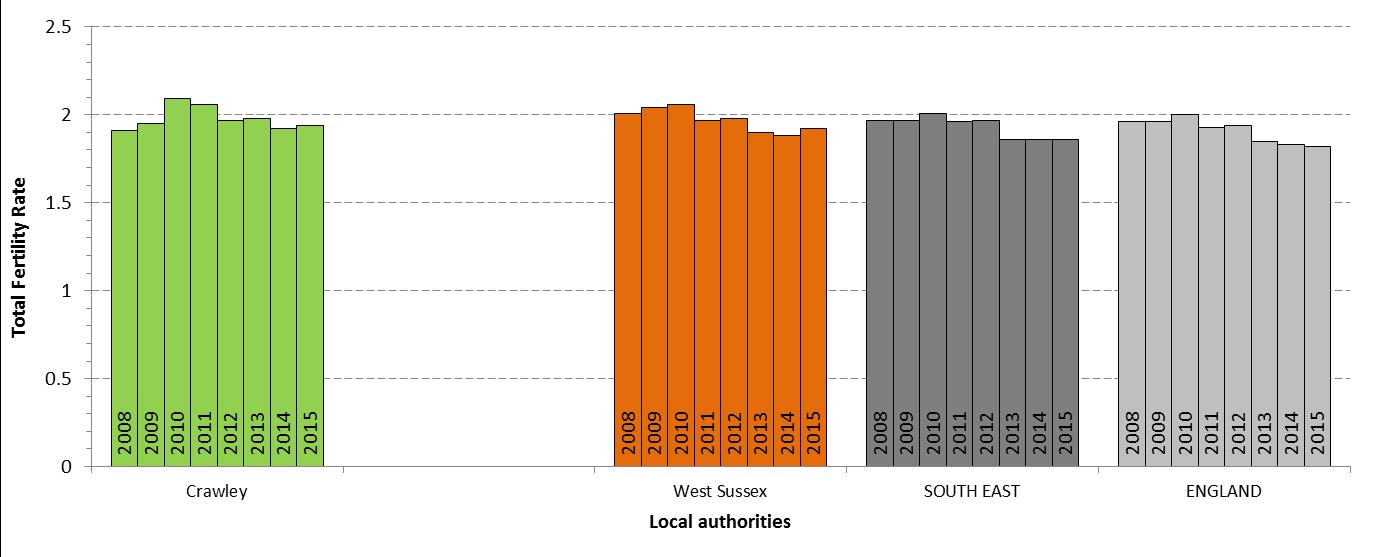 2.5
2
1.5
1
0.5
0
Total Fertility Rate
2008 2009 2010 2011 2012 2013 2014 2015
2008 2009 2010 2011 2012 2013 2014 2015
2008 2009 2010 2011 2012 2013 2014 2015
2008 2009 2010 2011 2012 2013 2014 2015
Crawley West Sussex SOUTH EAST ENGLAND
Local authorities